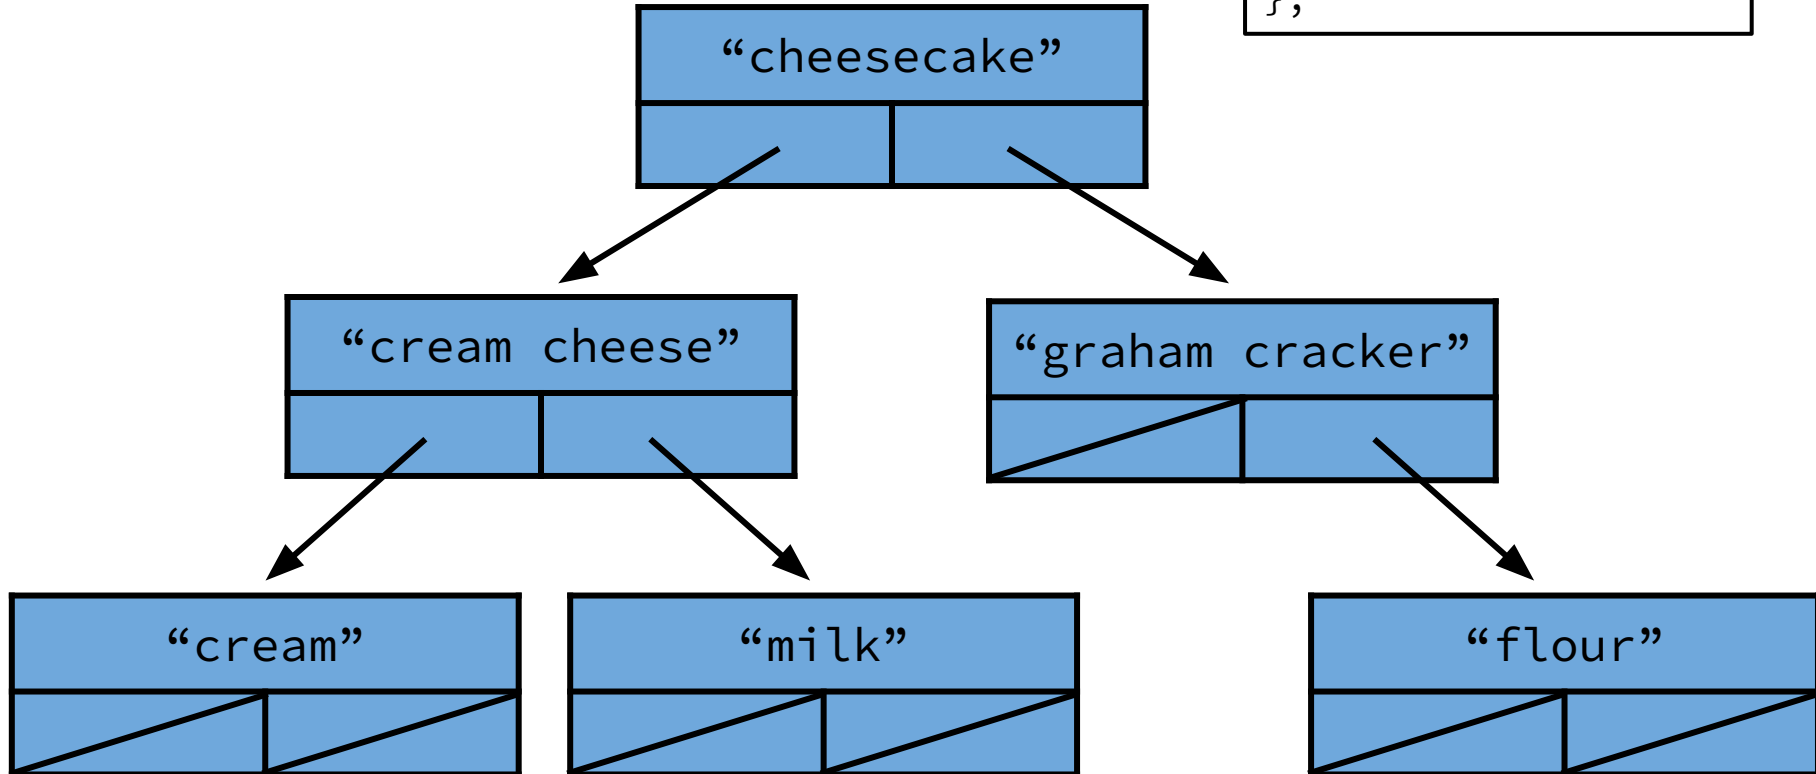 };
“cheesecake”
“cream cheese”
“graham cracker”
“cream”
“milk”
“flour”